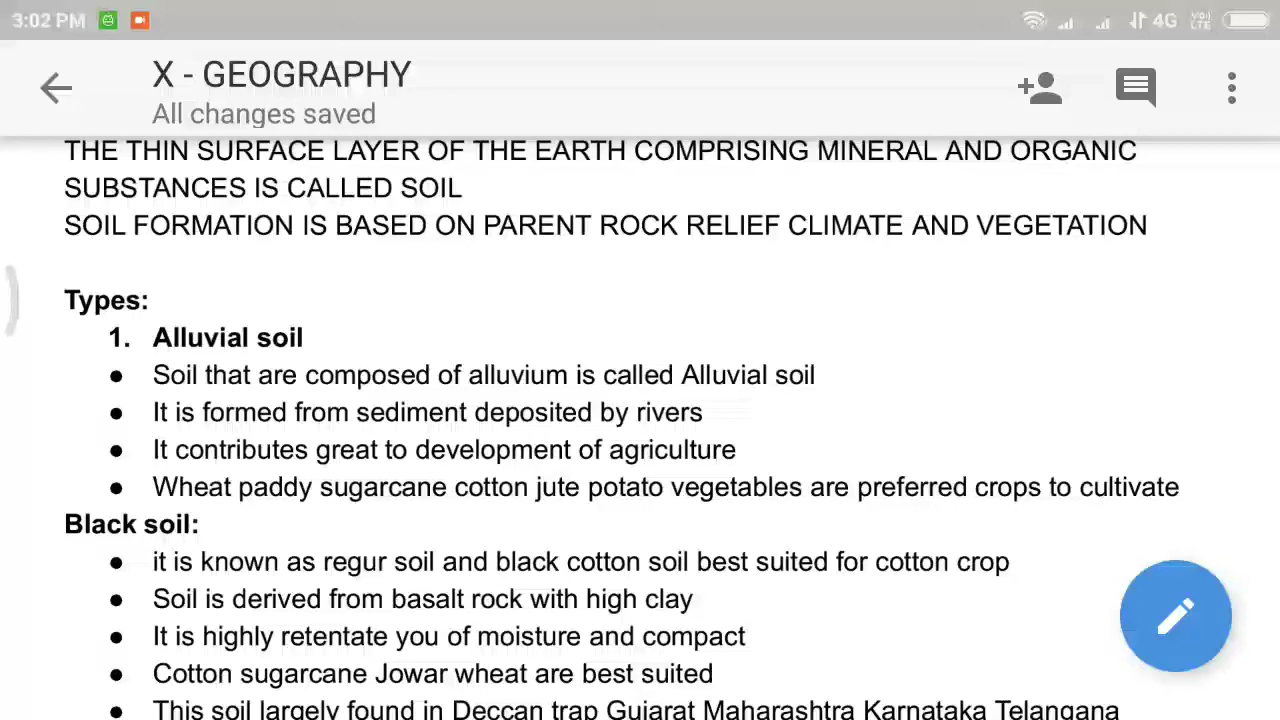 3:02 PM 4G VoLTE
X - GEOGRAPHY
All changes saved
THE THIN SURFACE LAYER OF THE EARTH COMPRISING MINERAL AND ORGANIC
SUBSTANCES IS CALLED SOIL
SOIL FORMATION IS BASED ON PARENT ROCK RELIEF CLIMATE AND VEGETATION
Types:
1. Alluvial soil
● Soil that are composed of alluvium is called Alluvial soil
● It is formed from sediment deposited by rivers
● It contributes great to development of agriculture
● Wheat paddy sugarcane cotton jute potato vegetables are preferred crops to cultivate
Black soil:
● it is known as regur soil and black cotton soil best suited for cotton crop
● Soil is derived from basalt rock with high clay
● It is highly retentate you of moisture and compact
● Cotton sugarcane Jowar wheat are best suited
● This soil largely found in Deccan trap Gujarat Maharashtra Karnataka Telangana